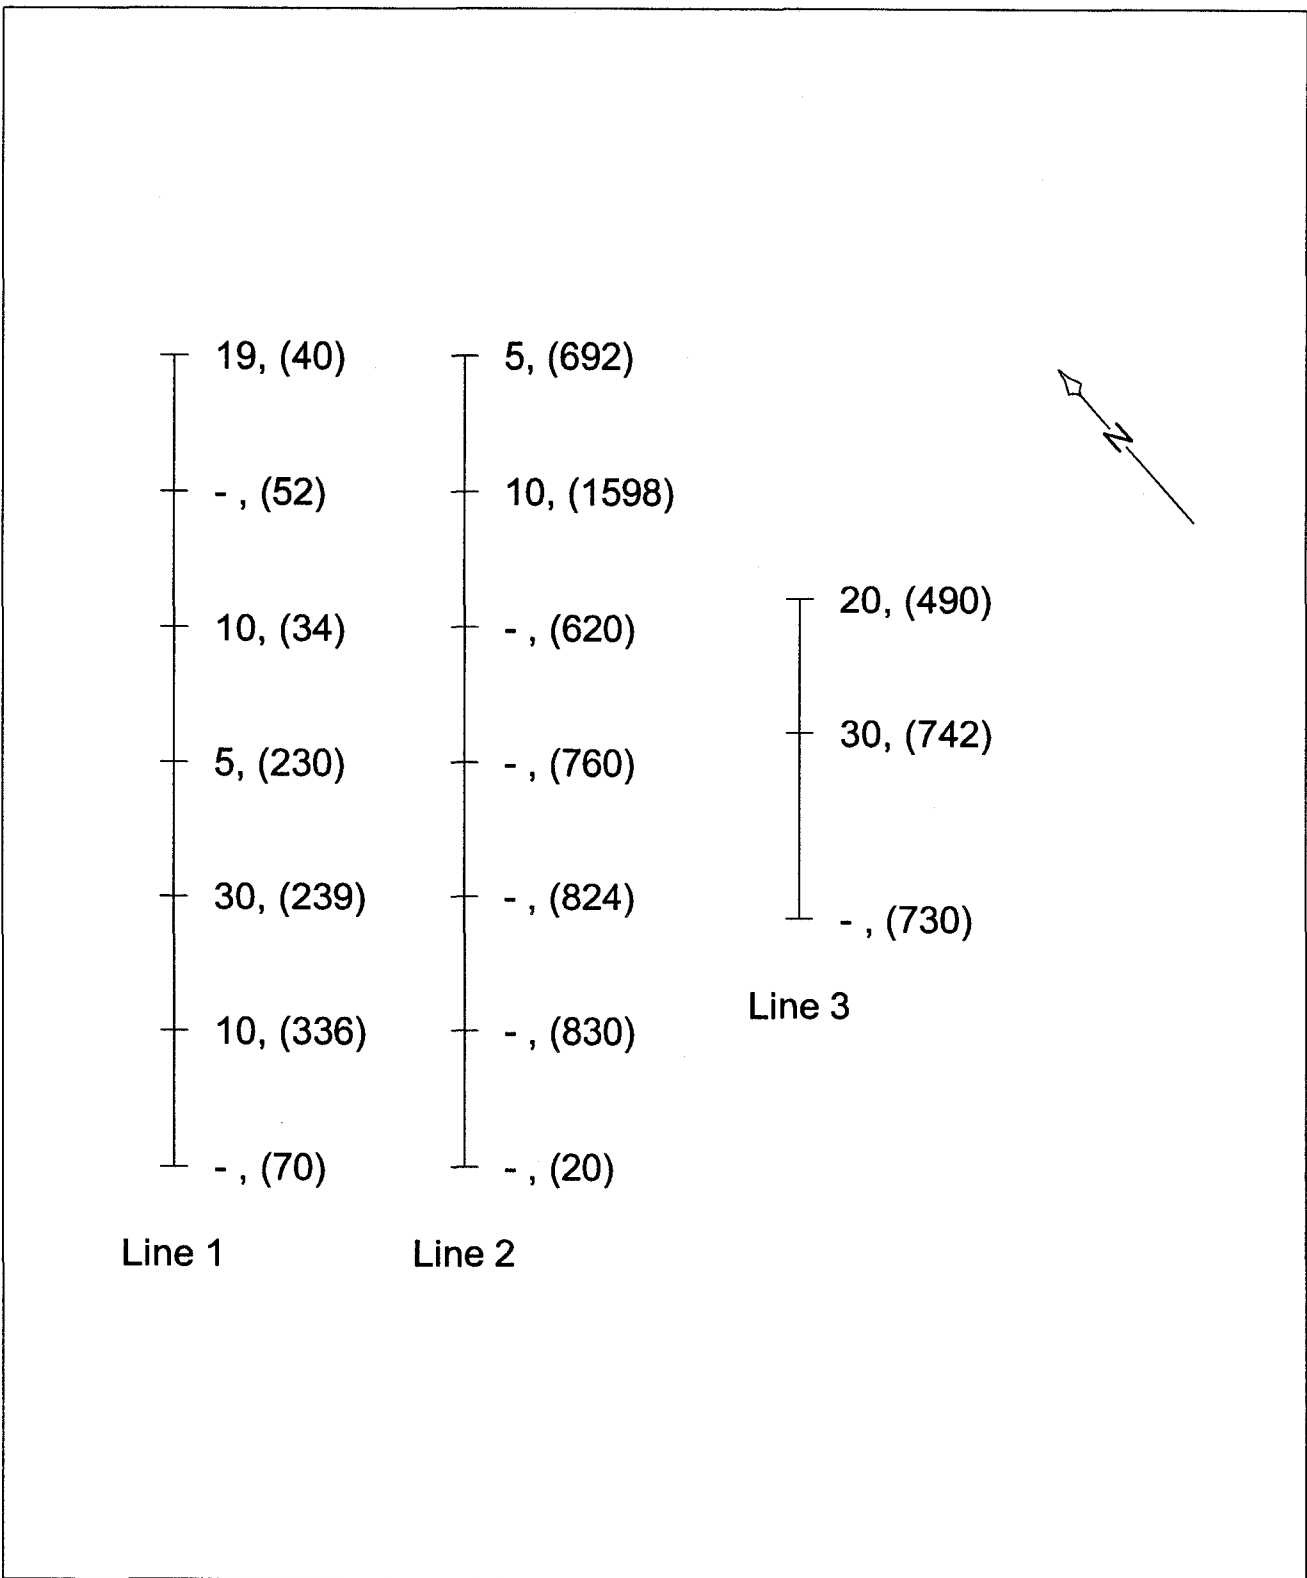 19, (40)
- , (52)
10, (34)
5, (230)
30, (239)
10, (336)
- , (70)
Line 1
5, (692)
10, (1598)
- , (620)
- , (760)
- , (824)
- , (830)
- , (20)
Line 2
20, (490)
30, (742)
- , (730)
Line 3
N